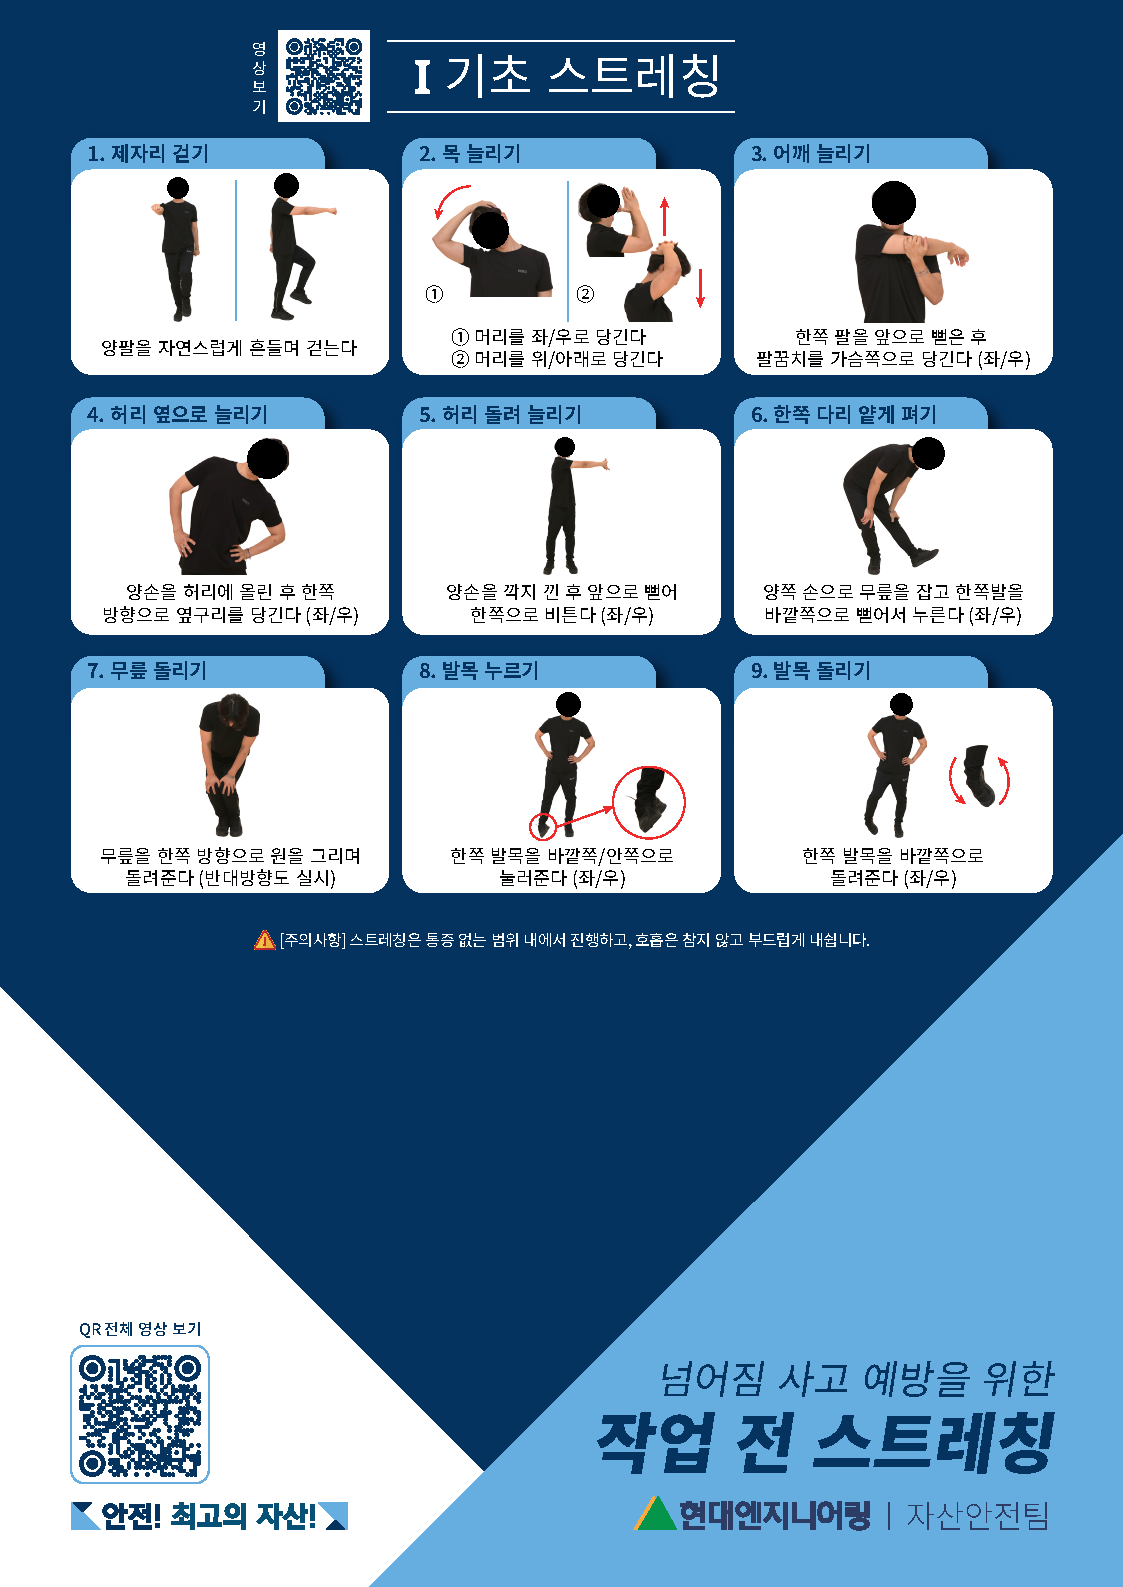 영상보기
I 기초 스트레칭
1. 제자리 걷기
양팔을 자연스럽게 흔들며 걷는다
2. 목 늘리기
①
②
① 머리를 좌/우로 당긴다
② 머리를 위/아래로 당긴다
3. 어깨 늘리기
한쪽 팔을 앞으로 뻗은 후
팔꿈치를 가슴쪽으로 당긴다 (좌/우)
4. 허리 옆으로 늘리기
양손을 허리에 올린 후 한쪽
방향으로 옆구리를 당긴다 (좌/우)
5. 허리 돌려 늘리기
양손을 깍지 낀 후 앞으로 뻗어
한쪽으로 비튼다 (좌/우)
6. 한쪽 다리 얕게 펴기
양쪽 손으로 무릎을 잡고 한쪽발을
바깥쪽으로 뻗어서 누른다 (좌/우)
7. 무릎 돌리기
무릎을 한쪽 방향으로 원을 그리며
돌려준다 (반대방향도 실시)
8. 발목 누르기
한쪽 발목을 바깥쪽/안쪽으로
눌러준다 (좌/우)
9. 발목 돌리기
한쪽 발목을 바깥쪽으로
돌려준다 (좌/우)
[주의사항] 스트레칭은 통증 없는 범위 내에서 진행하고, 호흡은 참지 않고 부드럽게 내쉽니다.
QR 전체 영상 보기
안전! 최고의 자산!
넘어짐 사고 예방을 위한
작업 전 스트레칭
현대엔지니어링 | 자산안전팀